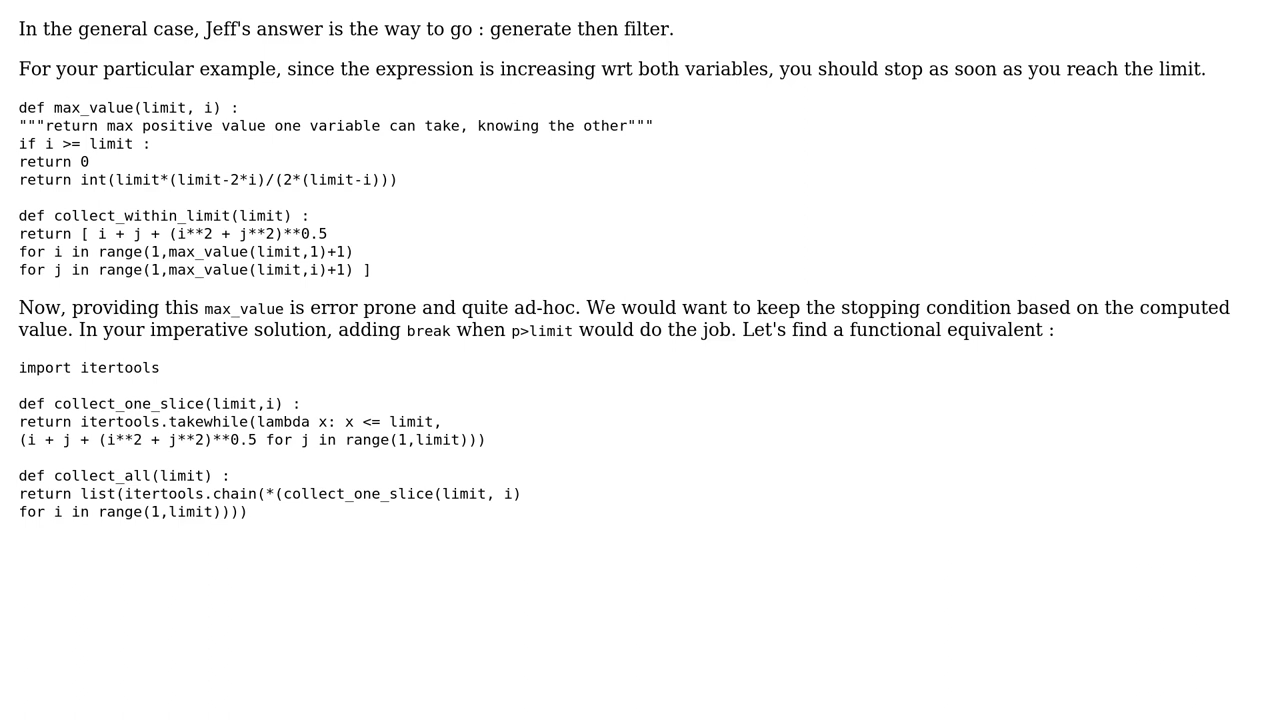 In the general case, Jeff's answer is the way to go : generate then filter.
For your particular example, since the expression is increasing wrt both variables, you should stop as soon as you reach the limit.
def max_value(limit, i) :
"""return max positive value one variable can take, knowing the other"""
if i >= limit :
return 0
return int(limit*(limit-2*i)/(2*(limit-i)))
def collect_within_limit(limit) :
return [ i + j + (i**2 + j**2)**0.5
for i in range(1,max_value(limit,1)+1)
for j in range(1,max_value(limit,i)+1) ]
Now, providing this max_value is error prone and quite ad-hoc. We would want to keep the stopping condition based on the computed
value. In your imperative solution, adding break when p>limit would do the job. Let's find a functional equivalent :
import itertools
def collect_one_slice(limit,i) :
return itertools.takewhile(lambda x: x <= limit,
(i + j + (i**2 + j**2)**0.5 for j in range(1,limit)))
def collect_all(limit) :
return list(itertools.chain(*(collect_one_slice(limit, i)
for i in range(1,limit))))